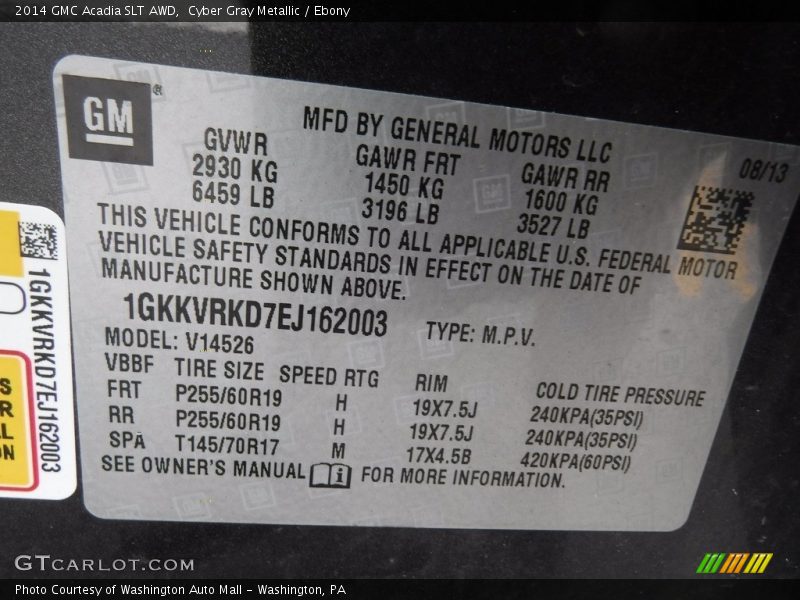 2014 GMC Acadia SLT AWD, Cyber Gray Metallic / Ebony
GM ®
MFD BY GENERAL MOTORS LLC
08/13
GVWR GAWR FRT GAWR RR
2930 KG 1450 KG 1600 KG
6459 LB 3196 LB 3527 LB
THIS VEHICLE CONFORMS TO ALL APPLICABLE U.S. FEDERAL MOTOR
VEHICLE SAFETY STANDARDS IN EFFECT ON THE DATE OF
MANUFACTURE SHOWN ABOVE.
1GKKVRKD7EJ162003 TYPE: M.P.V.
MODEL: V14526
VBBF TIRE SIZE SPEED RTG RIM COLD TIRE PRESSURE
FRT P255/60R19 H 19X7.5J 240KPA(35PSI)
RR P255/60R19 H 19X7.5J 240KPA(35PSI)
SPA T145/70R17 M 17X4.5B 420KPA(60PSI)
SEE OWNER'S MANUAL i FOR MORE INFORMATION.
1GKKVRKD7EJ162003
GTCARLOT.COM
Photo Courtesy of Washington Auto Mall - Washington, PA